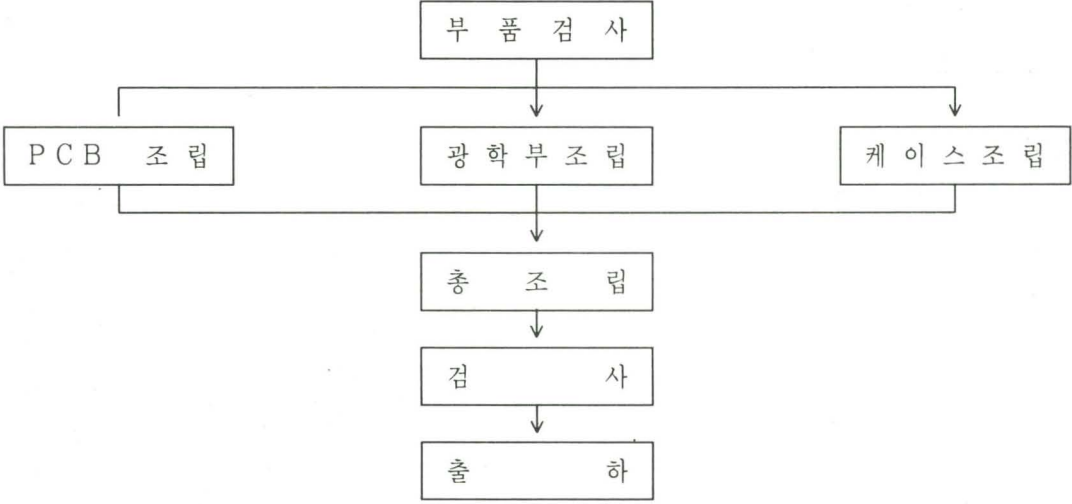 부 품 검 사
PCB 조립
광학부조립
케이스조립
총 조 립
검 사
출 하